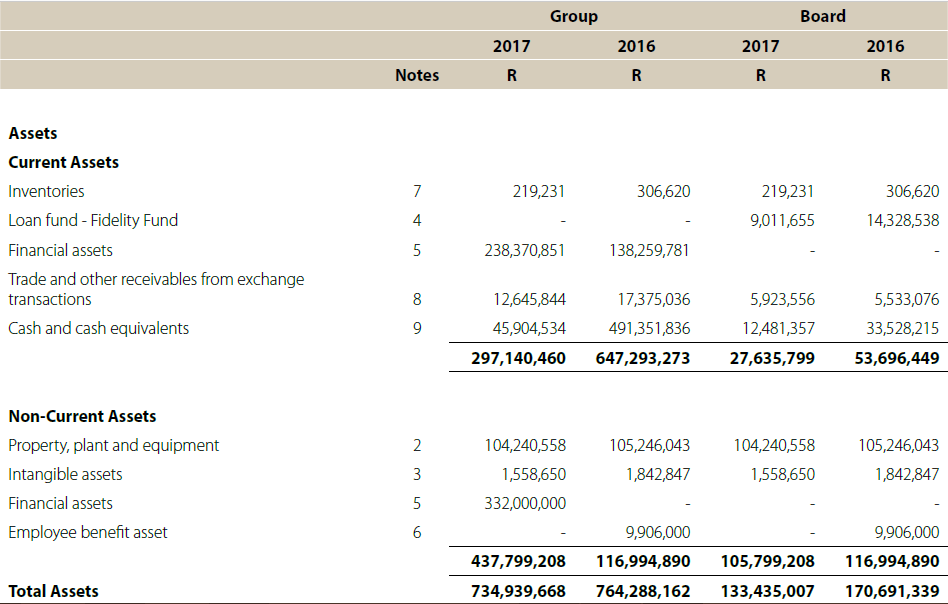 Group Board
2017 2016 2017 2016
Notes R R R R
Assets
Current Assets
Inventories 7 219,231 306,620 219,231 306,620
Loan fund - Fidelity Fund 4 - - 9,011,655 14,328,538
Financial assets 5 238,370,851 138,259,781 - -
Trade and other receivables from exchange
transactions 8 12,645,844 17,375,036 5,923,556 5,533,076
Cash and cash equivalents 9 45,904,534 491,351,836 12,481,357 33,528,215
297,140,460 647,293,273 27,635,799 53,696,449
Non-Current Assets
Property, plant and equipment 2 104,240,558 105,246,043 104,240,558 105,246,043
Intangible assets 3 1,558,650 1,842,847 1,558,650 1,842,847
Financial assets 5 332,000,000 - - -
Employee benefit asset 6 - 9,906,000 - 9,906,000
437,799,208 116,994,890 105,799,208 116,994,890
Total Assets 734,939,668 764,288,162 133,435,007 170,691,339